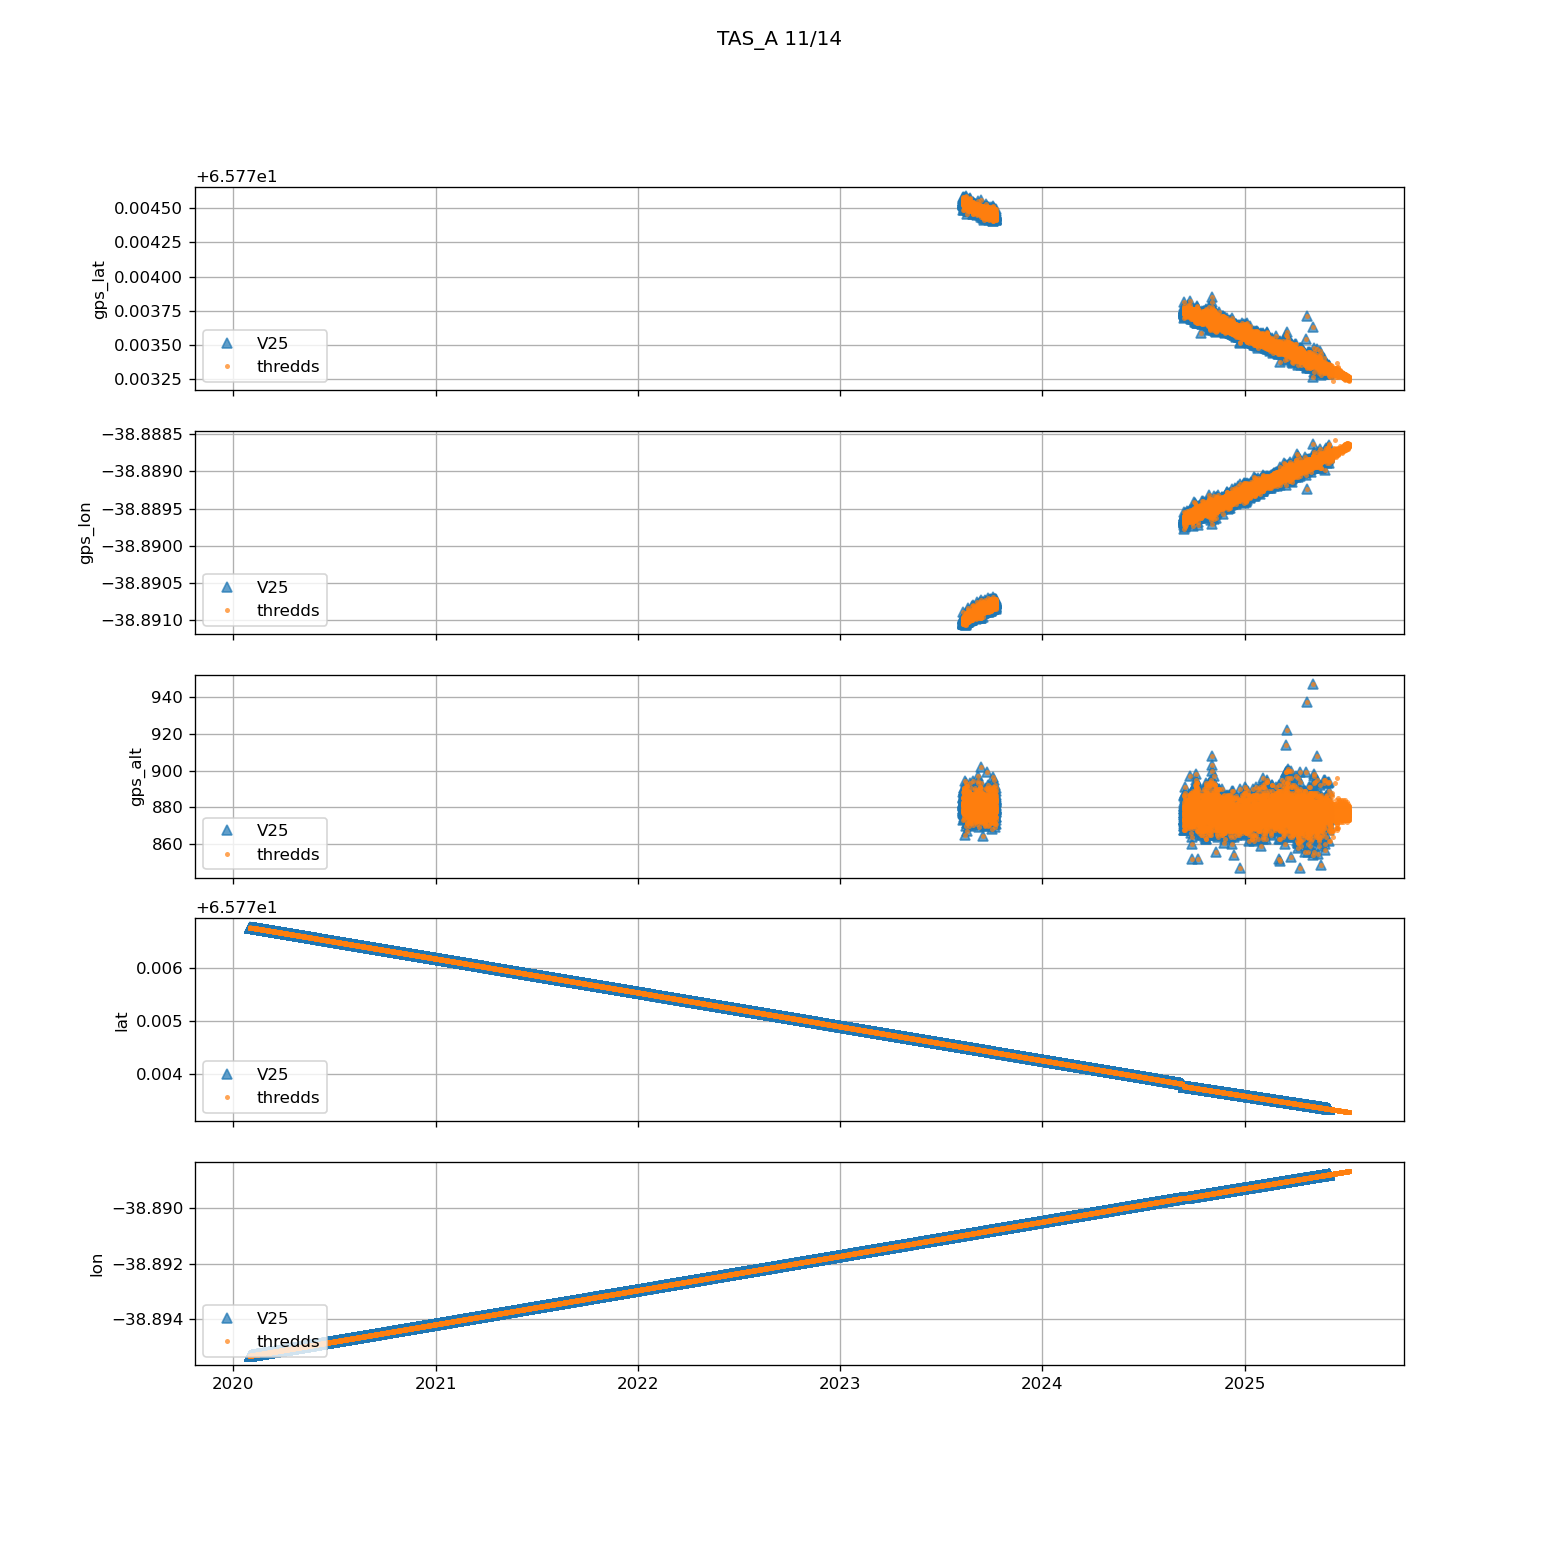 TAS_A 11/14
+6.577e1
0.00450
0.00425
0.00400
0.00375
0.00350
0.00325
gps_lat
V25
thredds
−38.8885
−38.8890
−38.8895
−38.8900
−38.8905
−38.8910
gps_lon
V25
thredds
940
920
900
880
860
gps_alt
V25
thredds
+6.577e1
0.006
0.005
0.004
lat
V25
thredds
−38.890
−38.892
−38.894
lon
V25
thredds
2020 2021 2022 2023 2024 2025